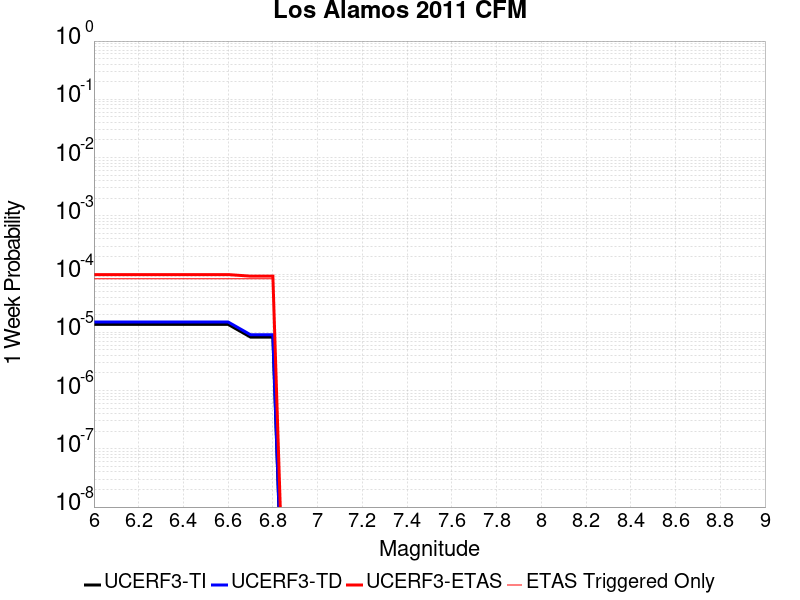 Los Alamos 2011 CFM
10^0
10^-1
10^-2
10^-3
10^-4
10^-5
10^-6
10^-7
10^-8
1 Week Probability
6 6.2 6.4 6.6 6.8 7 7.2 7.4 7.6 7.8 8 8.2 8.4 8.6 8.8 9
Magnitude
UCERF3-TI UCERF3-TD UCERF3-ETAS ETAS Triggered Only